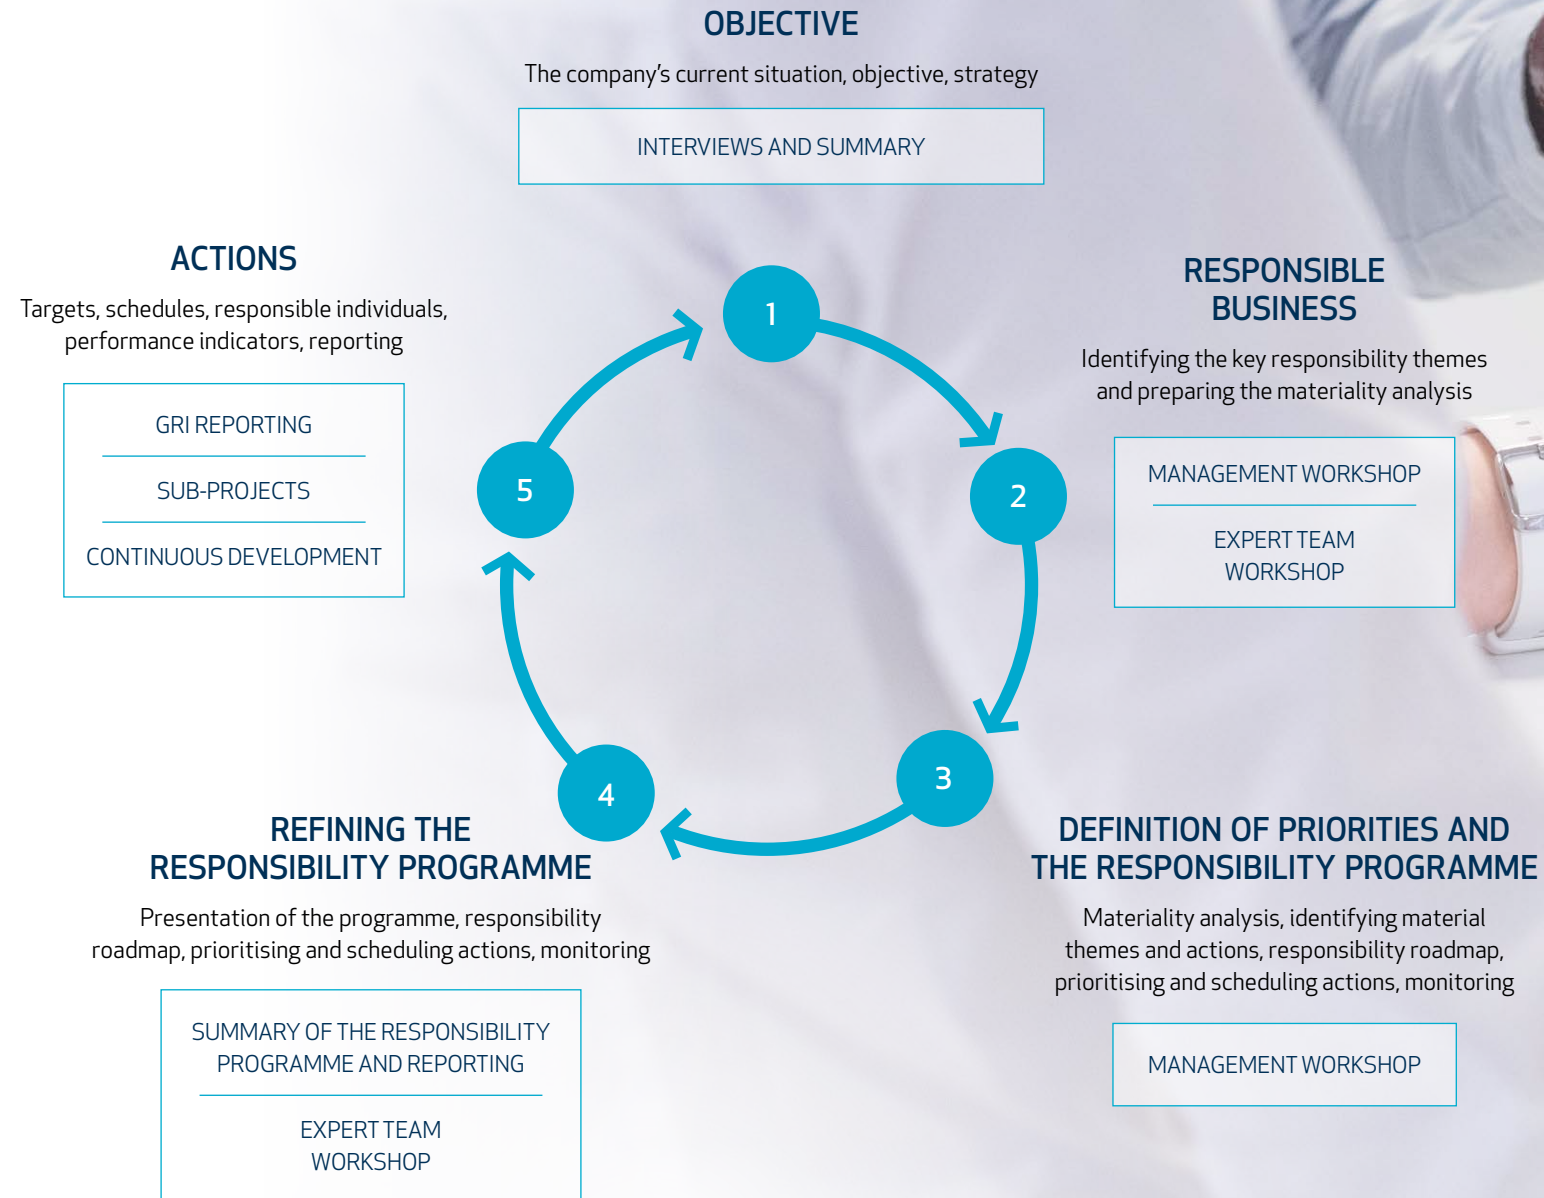 OBJECTIVE
The company's current situation, objective, strategy
INTERVIEWS AND SUMMARY
1
RESPONSIBLE
BUSINESS
Identifying the key responsibility themes
and preparing the materiality analysis
MANAGEMENT WORKSHOP
EXPERT TEAM
WORKSHOP
2
3
DEFINITION OF PRIORITIES AND
THE RESPONSIBILITY PROGRAMME
Materiality analysis, identifying material
themes and actions, responsibility roadmap,
prioritising and scheduling actions, monitoring
MANAGEMENT WORKSHOP
4
REFINING THE
RESPONSIBILITY PROGRAMME
Presentation of the programme, responsibility
roadmap, prioritising and scheduling actions, monitoring
SUMMARY OF THE RESPONSIBILITY
PROGRAMME AND REPORTING
EXPERT TEAM
WORKSHOP
5
ACTIONS
Targets, schedules, responsible individuals,
performance indicators, reporting
GRI REPORTING
SUB-PROJECTS
CONTINUOUS DEVELOPMENT